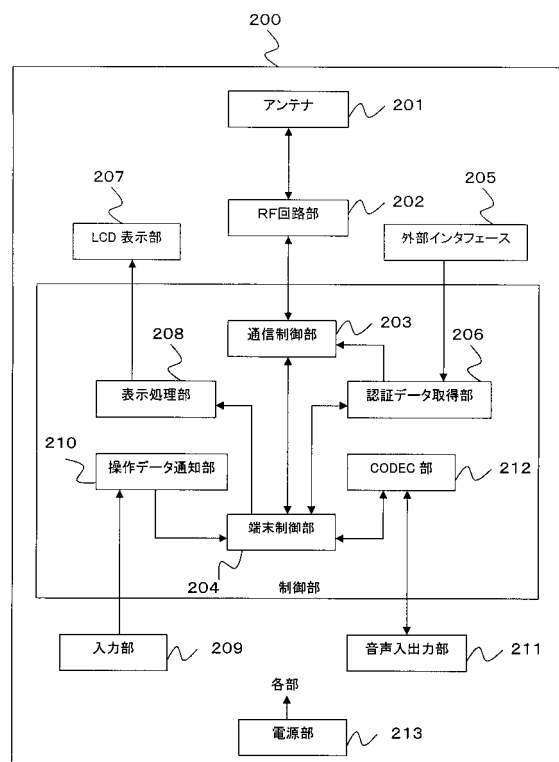 200
アンテナ
201
207
202
205
LCD 表示部
RF回路部
外部インタフェース
208
通信制御部
203
206
表示処理部
認証データ取得部
210
操作データ通知部
CODEC 部
212
端末制御部
204
制御部
入力部
209
音声入出力部
211
各部
電源部
213